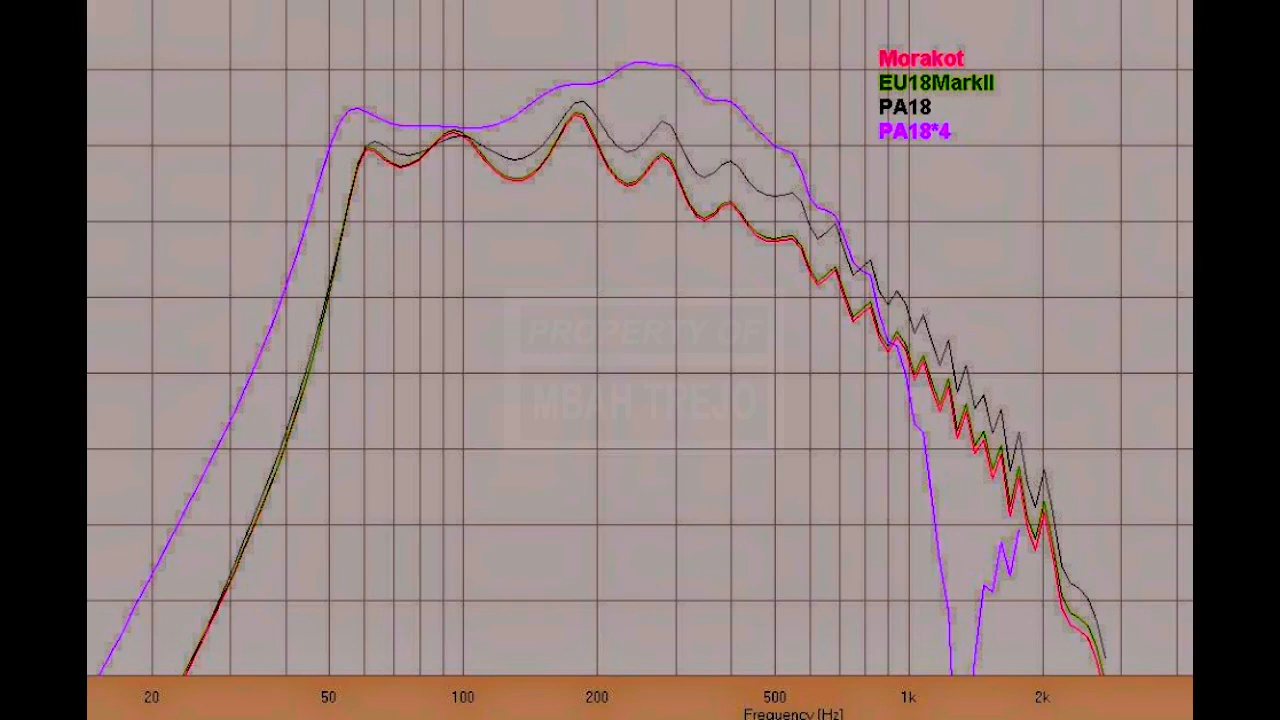 Morakot
EU18MarkII
PA18
PA18*4
PROPERTY OF
MBAH TREJO
20 50 100 200 500 1k 2k
Frequency [Hz]